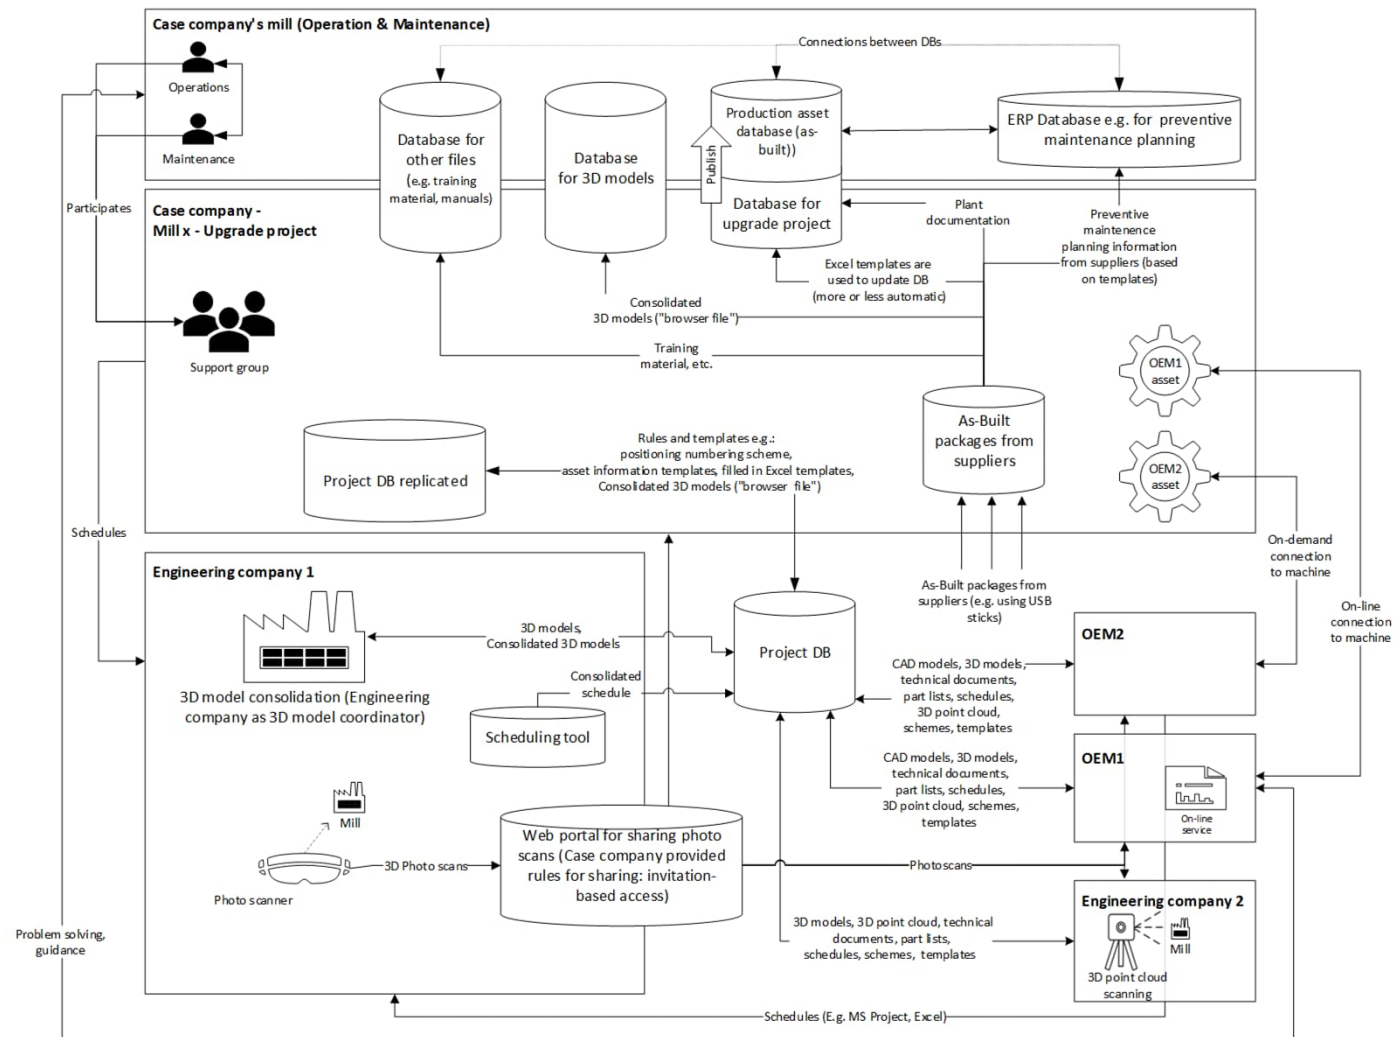 Case company's mill (Operation & Maintenance)
Connections between DBs
Operations
Maintenance
Database for
other files
(e.g. training
material, manuals)
Database
for 3D models
Production asset
database (as-
built))
Publish
Database for
upgrade project
ERP Database e.g. for preventive
maintenance planning
Participates
Case company -
Mill x - Upgrade project
Plant
documentation
Preventive
maintenence
planning information
from suppliers (based
on templates)
Excel templates are
used to update DB
(more or less automatic)
Consolidated
3D models ("browser file")
Training
material, etc.
Support group
OEM1
asset
OEM2
asset
As-Built
packages from
suppliers
Rules and templates e.g.:
positioning numbering scheme,
asset information templates, filled in Excel templates,
Consolidated 3D models ("browser file")
Project DB replicated
Schedules
On-demand
connection
to machine
On-line
connection
to machine
As-Built packages from
suppliers (e.g. using USB
sticks)
Engineering company 1
3D models,
Consolidated 3D models
Project DB
3D model consolidation (Engineering
company as 3D model coordinator)
Consolidated
schedule
Scheduling tool
OEM2
CAD models, 3D models,
technical documents,
part lists, schedules,
3D point cloud,
schemes, templates
OEM1
CAD models, 3D models,
technical documents,
part lists, schedules,
3D point cloud, schemes,
templates
On-line
service
Mill
Photo scanner
3D Photo scans
Web portal for sharing photo
scans (Case company provided
rules for sharing: invitation-
based access)
Photoscans
Engineering company 2
Mill
3D point cloud
scanning
3D models, 3D point cloud, technical
documents, part lists,
schedules, schemes, templates
Problem solving,
guidance
Schedules (E.g. MS Project, Excel)